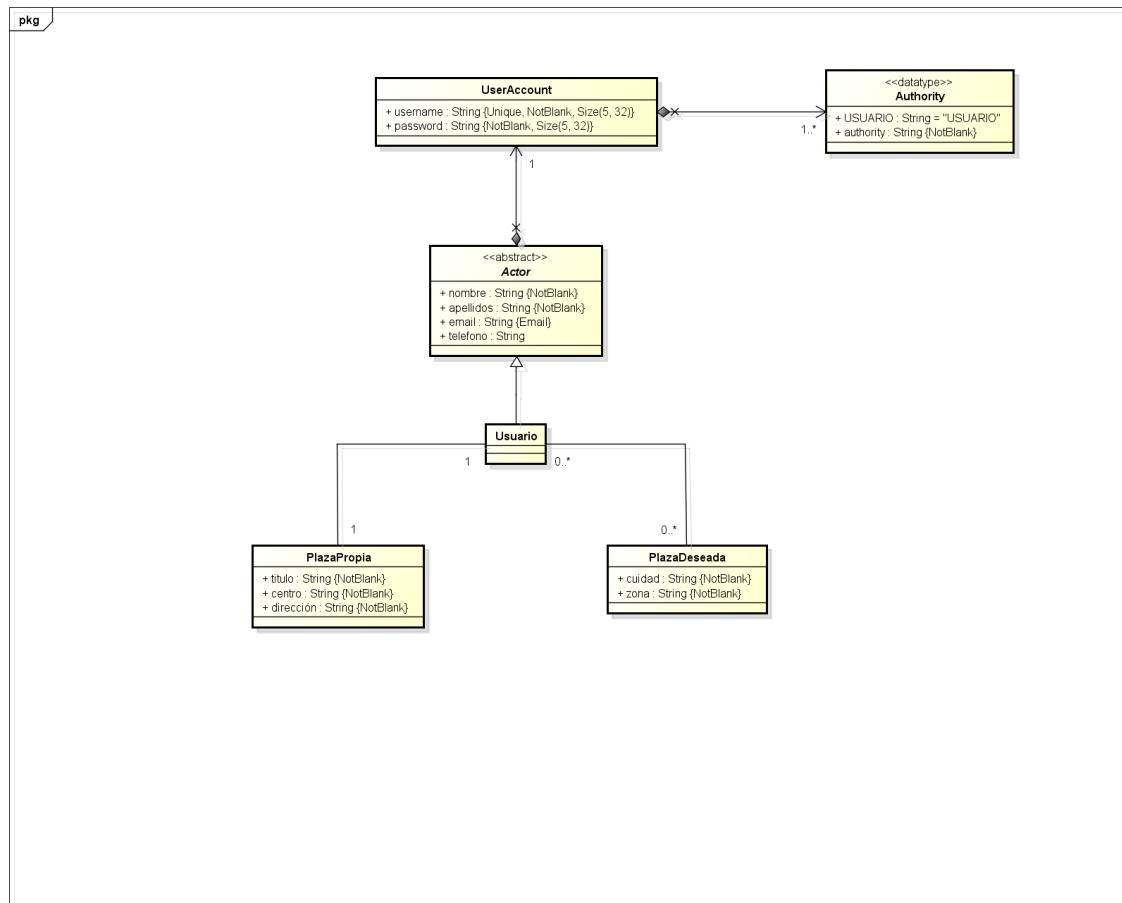 pkg
UserAccount
+ username : String {Unique, NotBlank, Size(5, 32)}
+ password : String {NotBlank, Size(5, 32)}
<<datatype>>
Authority
+ USUARIO : String = "USUARIO"
+ authority : String {NotBlank}
1..*
1
<<abstract>>
Actor
+ nombre : String {NotBlank}
+ apellidos : String {NotBlank}
+ email : String {Email}
+ telefono : String
Usuario
1
0..*
1
0..*
PlazaPropia
+ titulo : String {NotBlank}
+ centro : String {NotBlank}
+ dirección : String {NotBlank}
PlazaDeseada
+ cuidad : String {NotBlank}
+ zona : String {NotBlank}